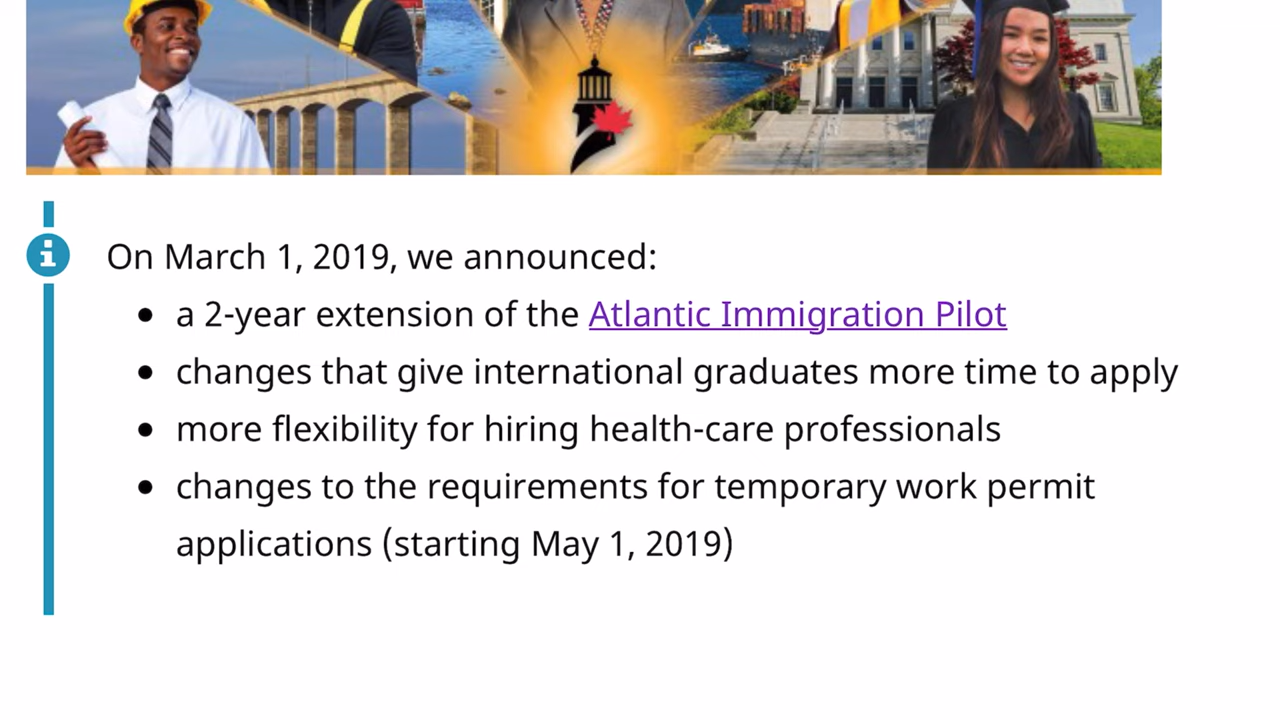 On March 1, 2019, we announced:
a 2-year extension of the Atlantic Immigration Pilot
changes that give international graduates more time to apply
more flexibility for hiring health-care professionals
changes to the requirements for temporary work permit
applications (starting May 1, 2019)